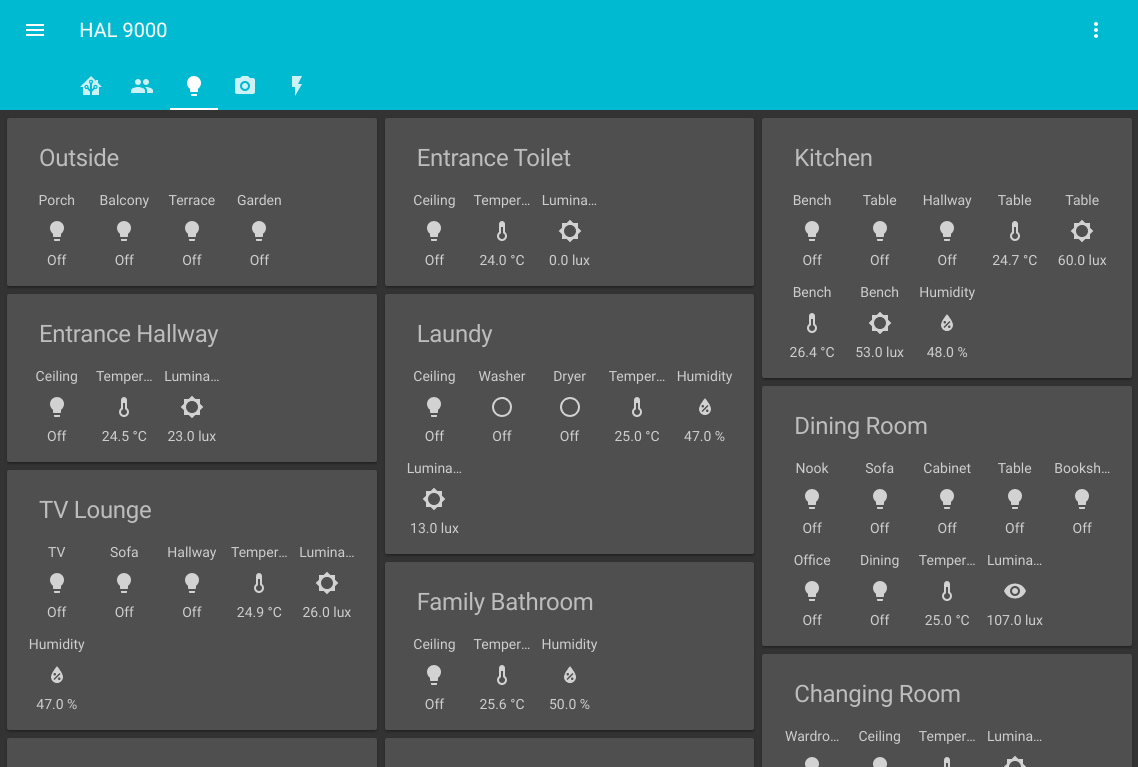 HAL 9000
Outside
Porch Balcony Terrace Garden
Off Off Off Off
Entrance Hallway
Ceiling Temper... Lumina...
Off 24.5 °C 23.0 lux
TV Lounge
TV Sofa Hallway Temper... Lumina...
Off Off Off 24.9 °C 26.0 lux
Humidity
47.0 %
Entrance Toilet
Ceiling Temper... Lumina...
Off 24.0 °C 0.0 lux
Laundy
Ceiling Washer Dryer Temper... Humidity
Off Off Off 25.0 °C 47.0 %
Lumina...
13.0 lux
Family Bathroom
Ceiling Temper... Humidity
Off 25.6 °C 50.0 %
Kitchen
Bench Table Hallway Table Table
Off Off Off 24.7 °C 60.0 lux
Bench Bench Humidity
26.4 °C 53.0 lux 48.0 %
Dining Room
Nook Sofa Cabinet Table Booksh...
Off Off Off Off Off
Office Dining Temper... Lumina...
Off Off 25.0 °C 107.0 lux
Changing Room
Wardro... Ceiling Temper... Lumina...